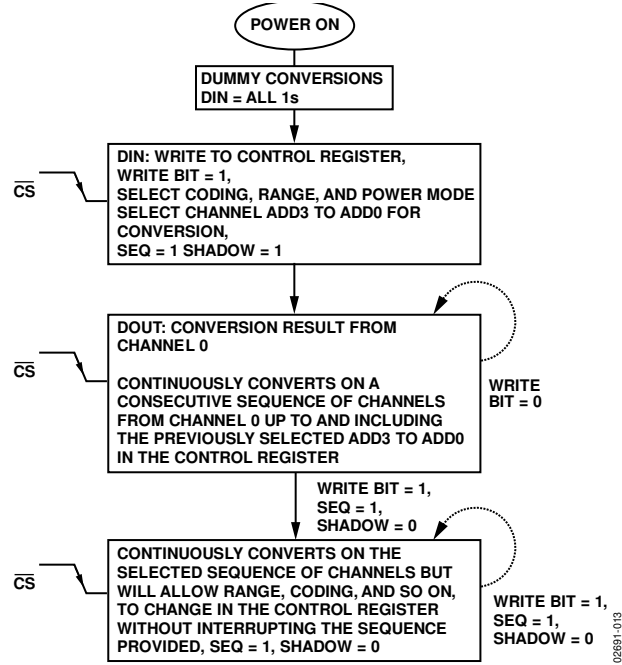 POWER ON
DUMMY CONVERSIONS
DIN = ALL 1s
CS
DIN: WRITE TO CONTROL REGISTER,
WRITE BIT = 1,
SELECT CODING, RANGE, AND POWER MODE
SELECT CHANNEL ADD3 TO ADD0 FOR
CONVERSION,
SEQ = 1 SHADOW = 1
CS
DOUT: CONVERSION RESULT FROM
CHANNEL 0
CONTINUOUSLY CONVERTS ON A
CONSECUTIVE SEQUENCE OF CHANNELS
FROM CHANNEL 0 UP TO AND INCLUDING
THE PREVIOUSLY SELECTED ADD3 TO ADD0
IN THE CONTROL REGISTER
WRITE
BIT = 0
WRITE BIT = 1,
SEQ = 1,
SHADOW = 0
CS
CONTINUOUSLY CONVERTS ON THE
SELECTED SEQUENCE OF CHANNELS BUT
WILL ALLOW RANGE, CODING, AND SO ON,
TO CHANGE IN THE CONTROL REGISTER
WITHOUT INTERRUPTING THE SEQUENCE
PROVIDED, SEQ = 1, SHADOW = 0
WRITE BIT = 1,
SEQ = 1,
SHADOW = 0
02691-013